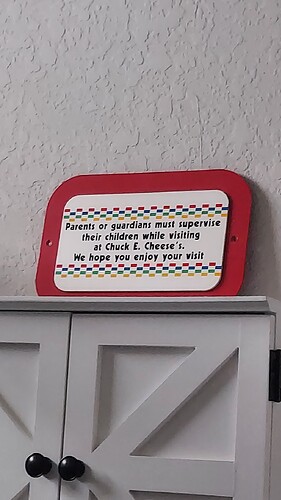 Parents or guardians must supervise
their children while visiting
at Chuck E. Cheese's.
We hope you enjoy your visit